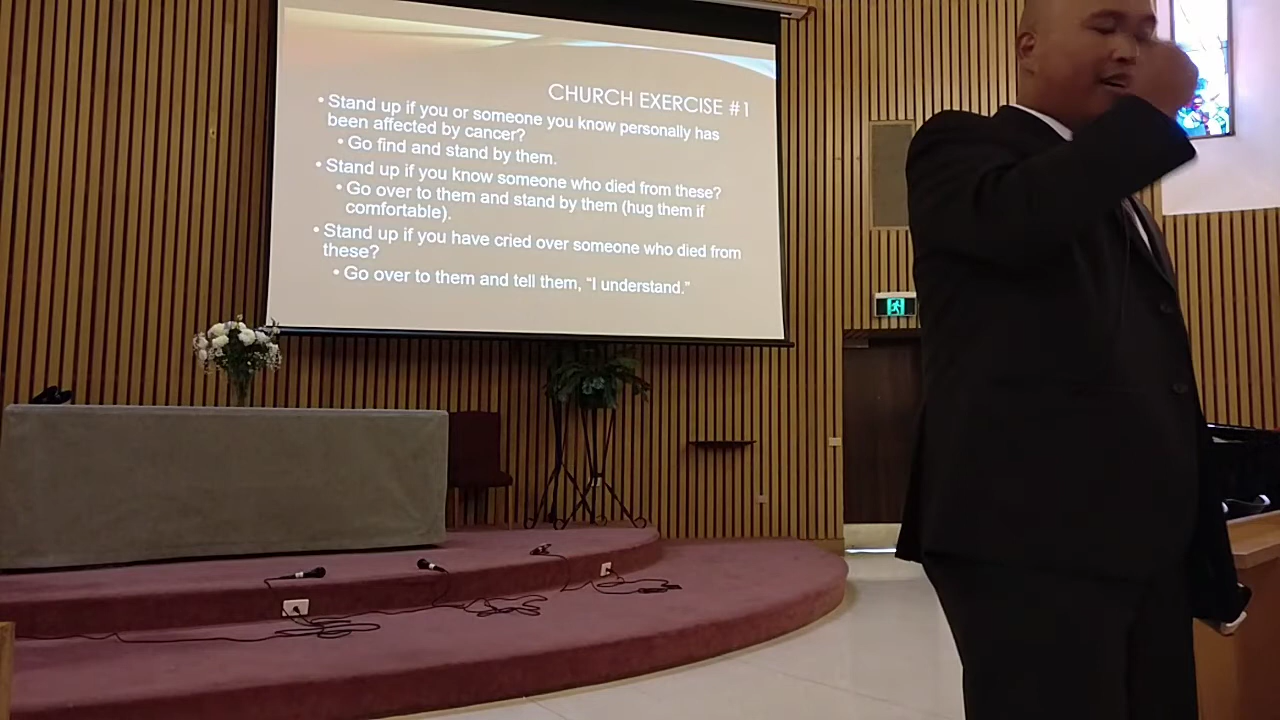 CHURCH EXERCISE #1
• Stand up if you or someone you know personally has
been affected by cancer?
• Go find and stand by them.
• Stand up if you know someone who died from these?
• Go over to them and stand by them (hug them if
comfortable).
• Stand up if you have cried over someone who died from
these?
• Go over to them and tell them, “I understand.”